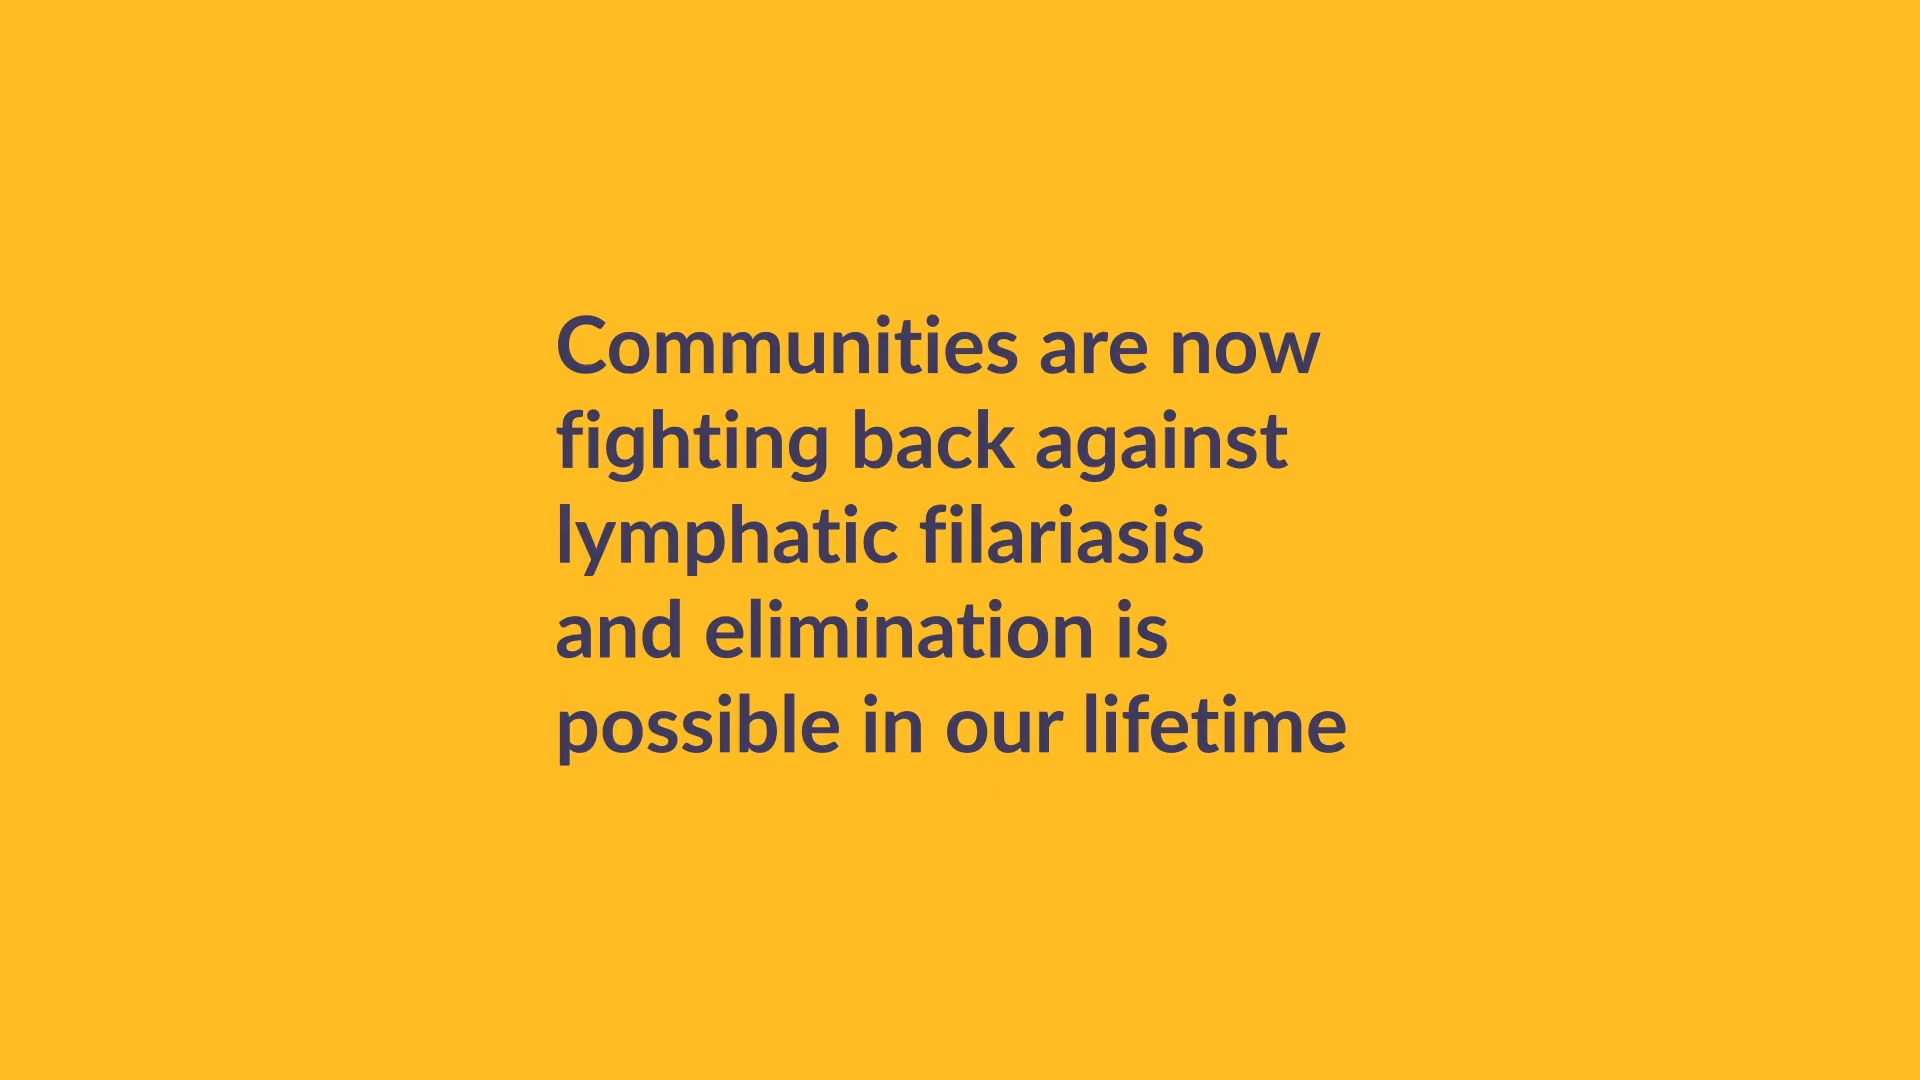 Communities are now
fighting back against
lymphatic filariasis
and elimination is
possible in our lifetime